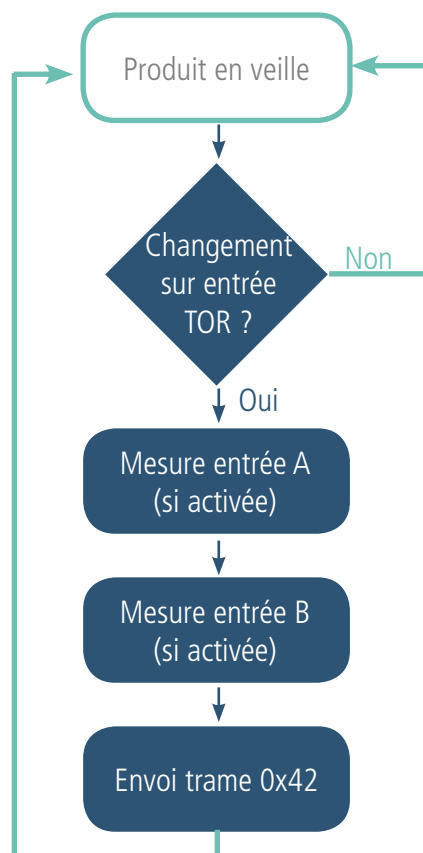 Produit en veille
Changement
sur entrée
TOR ?
Non
Oui
Mesure entrée A
(si activée)
Mesure entrée B
(si activée)
Envoi trame 0x42